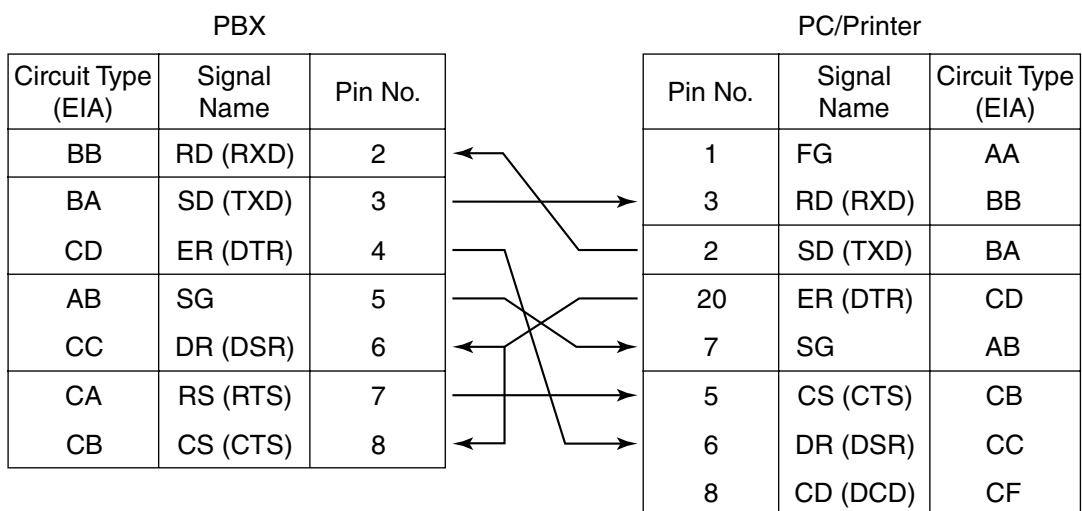 PBX
Circuit Type (EIA) Signal Name Pin No.
BB RD (RXD) 2
BA SD (TXD) 3
CD ER (DTR) 4
AB SG 5
CC DR (DSR) 6
CA RS (RTS) 7
CB CS (CTS) 8
PC/Printer
Pin No. Signal Name Circuit Type (EIA)
1 FG AA
3 RD (RXD) BB
2 SD (TXD) BA
20 ER (DTR) CD
7 SG AB
5 CS (CTS) CB
6 DR (DSR) CC
8 CD (DCD) CF